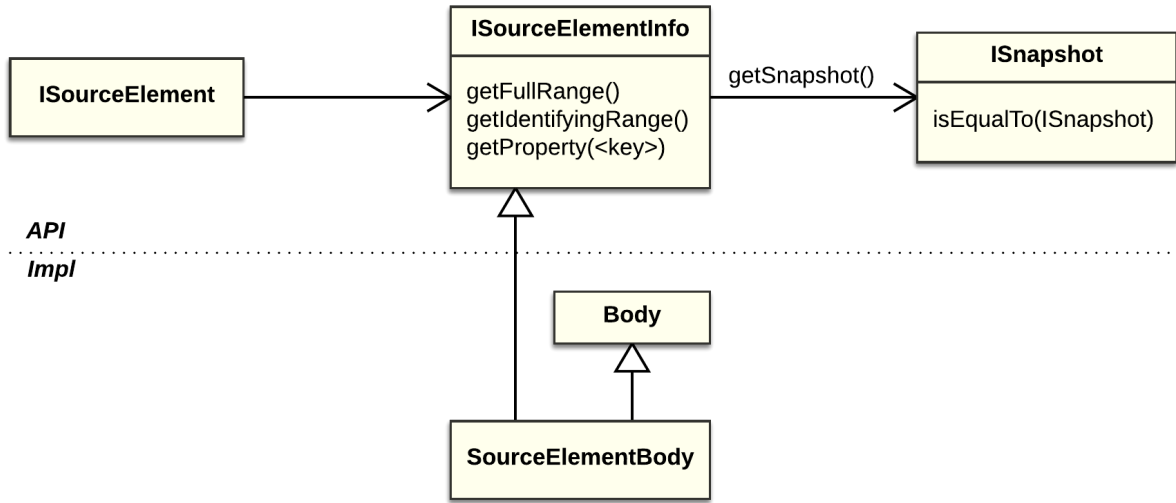 ISourceElement
ISourceElementInfo
getFullRange()
getIdentifyingRange()
getProperty(<key>)
getSnapshot()
ISnapshot
isEqualTo(ISnapshot)
API
Impl
Body
SourceElementBody